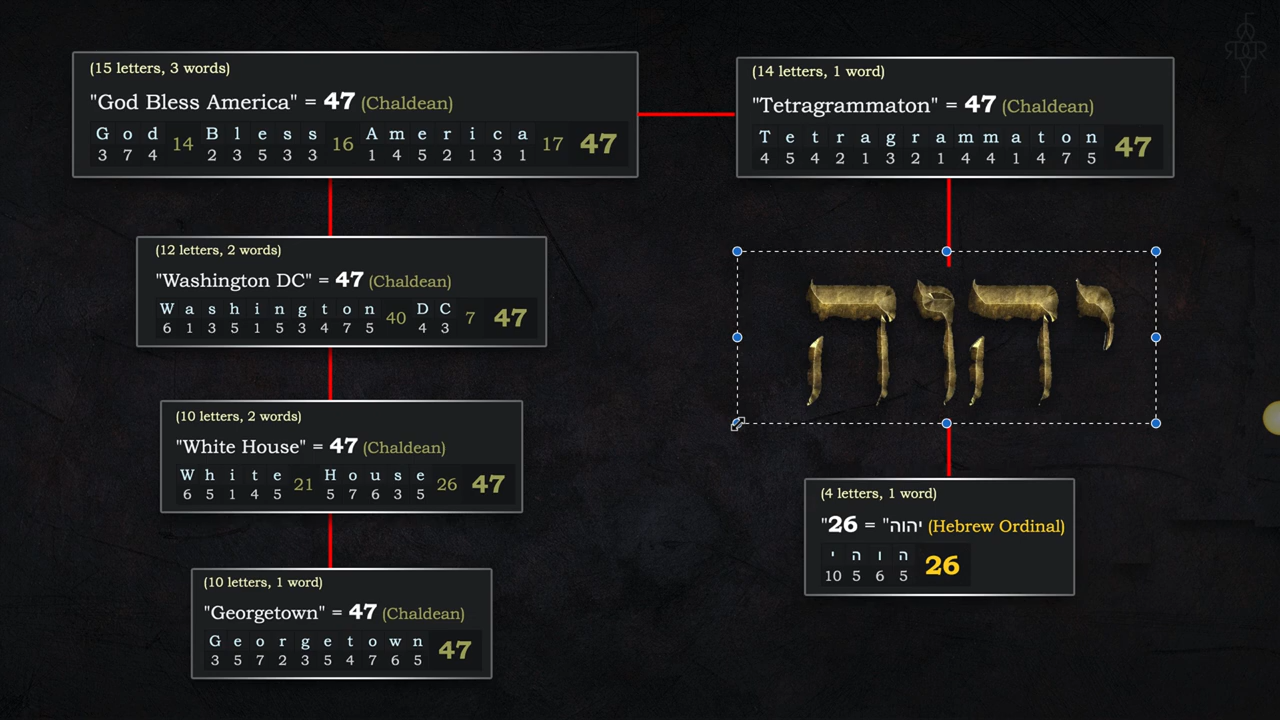 (15 letters, 3 words)
"God Bless America" = 47 (Chaldean)
G o d 14 B l e s s 16 A m e r i c a 17 47
3 7 4 2 3 5 3 3 1 4 5 2 1 3 1
(12 letters, 2 words)
"Washington DC" = 47 (Chaldean)
W a s h i n g t o n 40 D C 7 47
6 1 3 5 1 5 3 4 7 5 4 3
(10 letters, 2 words)
"White House" = 47 (Chaldean)
W h i t e 21 H o u s e 26 47
6 5 1 4 5 5 7 6 3 5
(10 letters, 1 word)
"Georgetown" = 47 (Chaldean)
G e o r g e t o w n 47
3 5 7 2 3 5 4 7 6 5
(14 letters, 1 word)
"Tetragrammaton" = 47 (Chaldean)
T e t r a g r a m m a t o n 47
4 5 4 2 1 3 2 1 4 4 1 4 7 5
יהוה
(4 letters, 1 word)
"26 = "יהוה (Hebrew Ordinal)
י ה ו ה 26
10 5 6 5